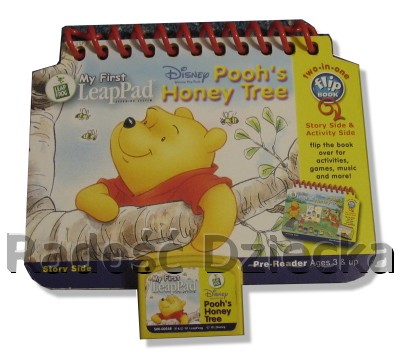 LEAP FROG
My First
LeapPad
LEARNING SYSTEM
Disney
Pooh's
Honey Tree
two-in-one
flip
BOOK
Story Side &
Activity Side
flip the book
over for
activities,
games, music
and more!
Radość Dziecka
Story Side
Pre-Reader Ages 3 & up
My First
LeapPad
Disney
Pooh's
Honey
Tree